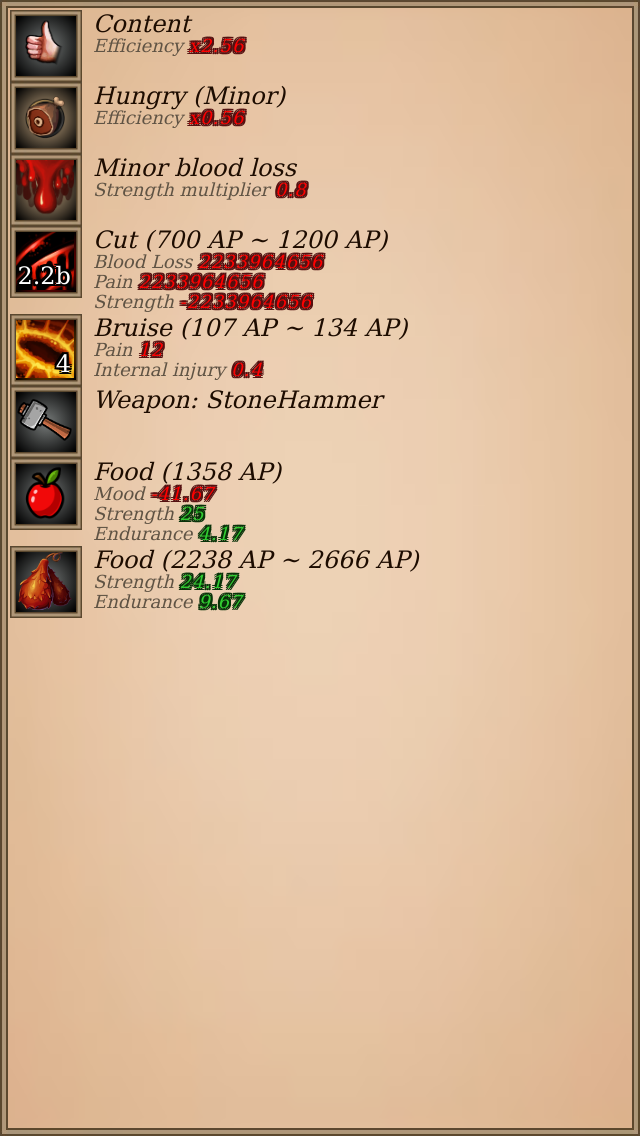 Content
Efficiency x2.56
Hungry (Minor)
Efficiency x0.56
Minor blood loss
Strength multiplier 0.8
Cut (700 AP ~ 1200 AP)
2.2b
Blood Loss 2233964656
Pain 2233964656
Strength -2233964656
Bruise (107 AP ~ 134 AP)
4
Pain 12
Internal injury 0.4
Weapon: StoneHammer
Food (1358 AP)
Mood -41.67
Strength 25
Endurance 4.17
Food (2238 AP ~ 2666 AP)
Strength 24.17
Endurance 9.67